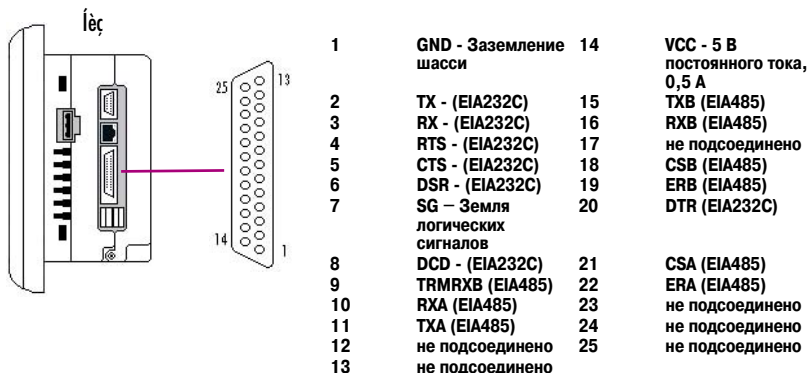 Íèç
25
13
14
1
1 GND - Заземление шасси 14 VCC - 5 В постоянного тока, 0,5 А
2 TX - (EIA232C) 15 TXB (EIA485)
3 RX - (EIA232C) 16 RXB (EIA485)
4 RTS - (EIA232C) 17 не подсоединено
5 CTS - (EIA232C) 18 CSB (EIA485)
6 DSR - (EIA232C) 19 ERB (EIA485)
7 SG – Земля логических сигналов 20 DTR (EIA232C)
8 DCD - (EIA232C) 21 CSA (EIA485)
9 TRMRXB (EIA485) 22 ERA (EIA485)
10 RXA (EIA485) 23 не подсоединено
11 TXA (EIA485) 24 не подсоединено
12 не подсоединено 25 не подсоединено
13 не подсоединено